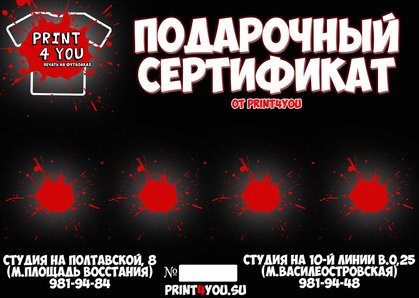 PRINT
4 YOU
ПЕЧАТЬ НА ФУТБОЛКАХ
ПОДАРОЧНЫЙ
СЕРТИФИКАТ
ОТ PRINT4YOU
СТУДИЯ НА ПОЛТАВСКОЙ, 8
(М.ПЛОЩАДЬ ВОССТАНИЯ)
981-94-84
№
PRINT4YOU.SU
СТУДИЯ НА 10-Й ЛИНИИ В.О,25
(М.ВАСИЛЕОСТРОВСКАЯ)
981-94-48